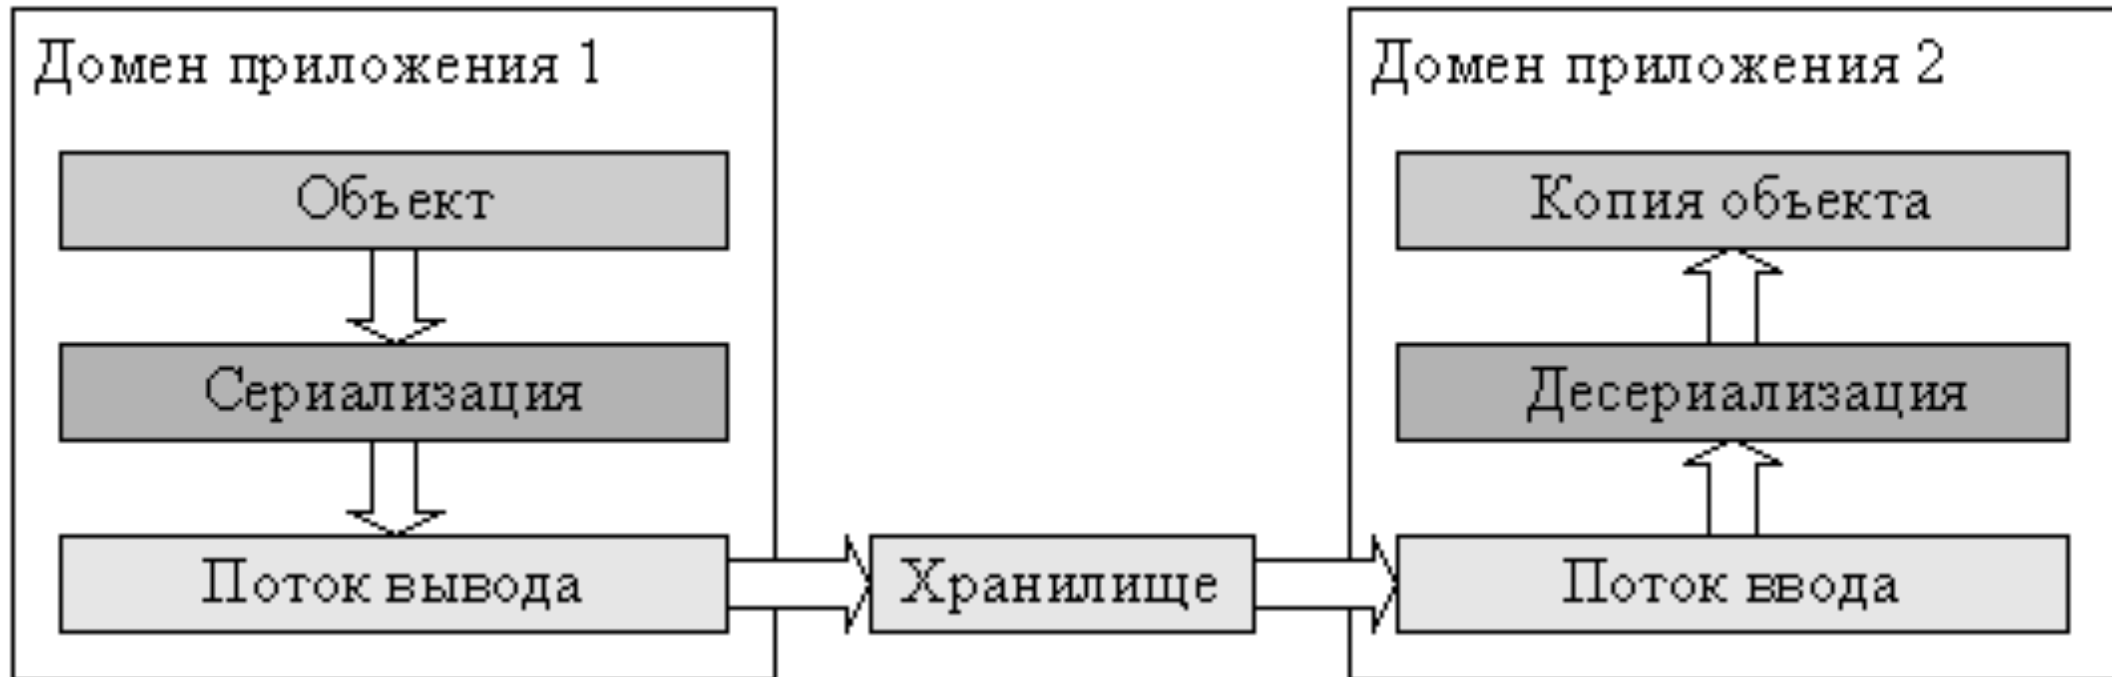 Домен приложения 1
Объект
Сериализация
Поток вывода
Хранилище
Домен приложения 2
Копия объекта
Десериализация
Поток ввода